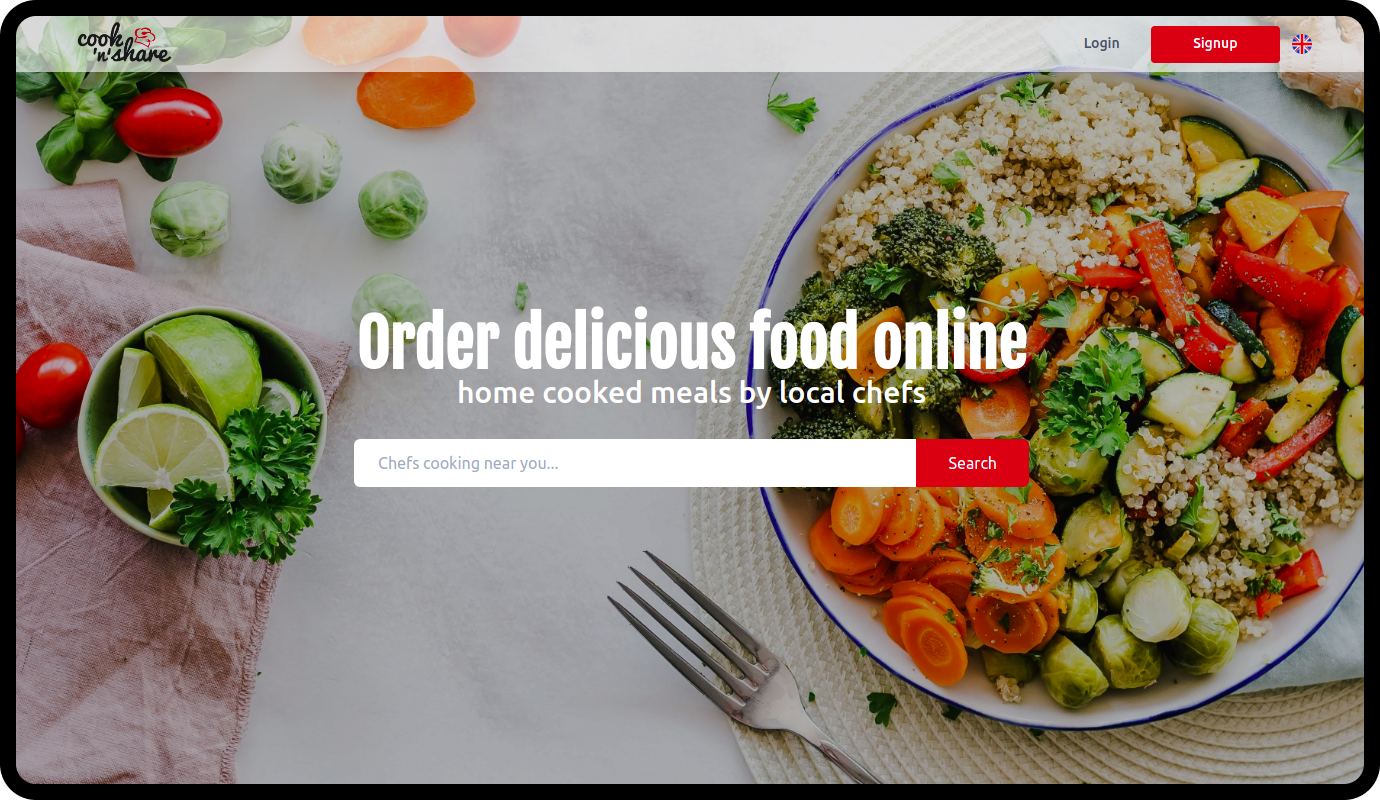 cook
'n'share
Login
Signup
Order delicious food online
home cooked meals by local chefs
Chefs cooking near you...
Search